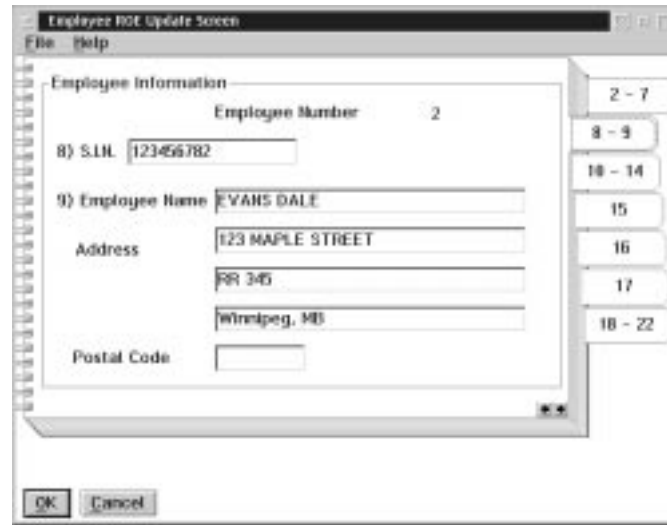 Employee ROE Update Screen
File Help
Employee Information
Employee Number 2
8) S.I.N. 123456782
9) Employee Name EVANS DALE
Address 123 MAPLE STREET
RR 345
Winnipeg, MB
Postal Code
2 - 7
8 - 9
10 - 14
15
16
17
18 - 22
OK Cancel